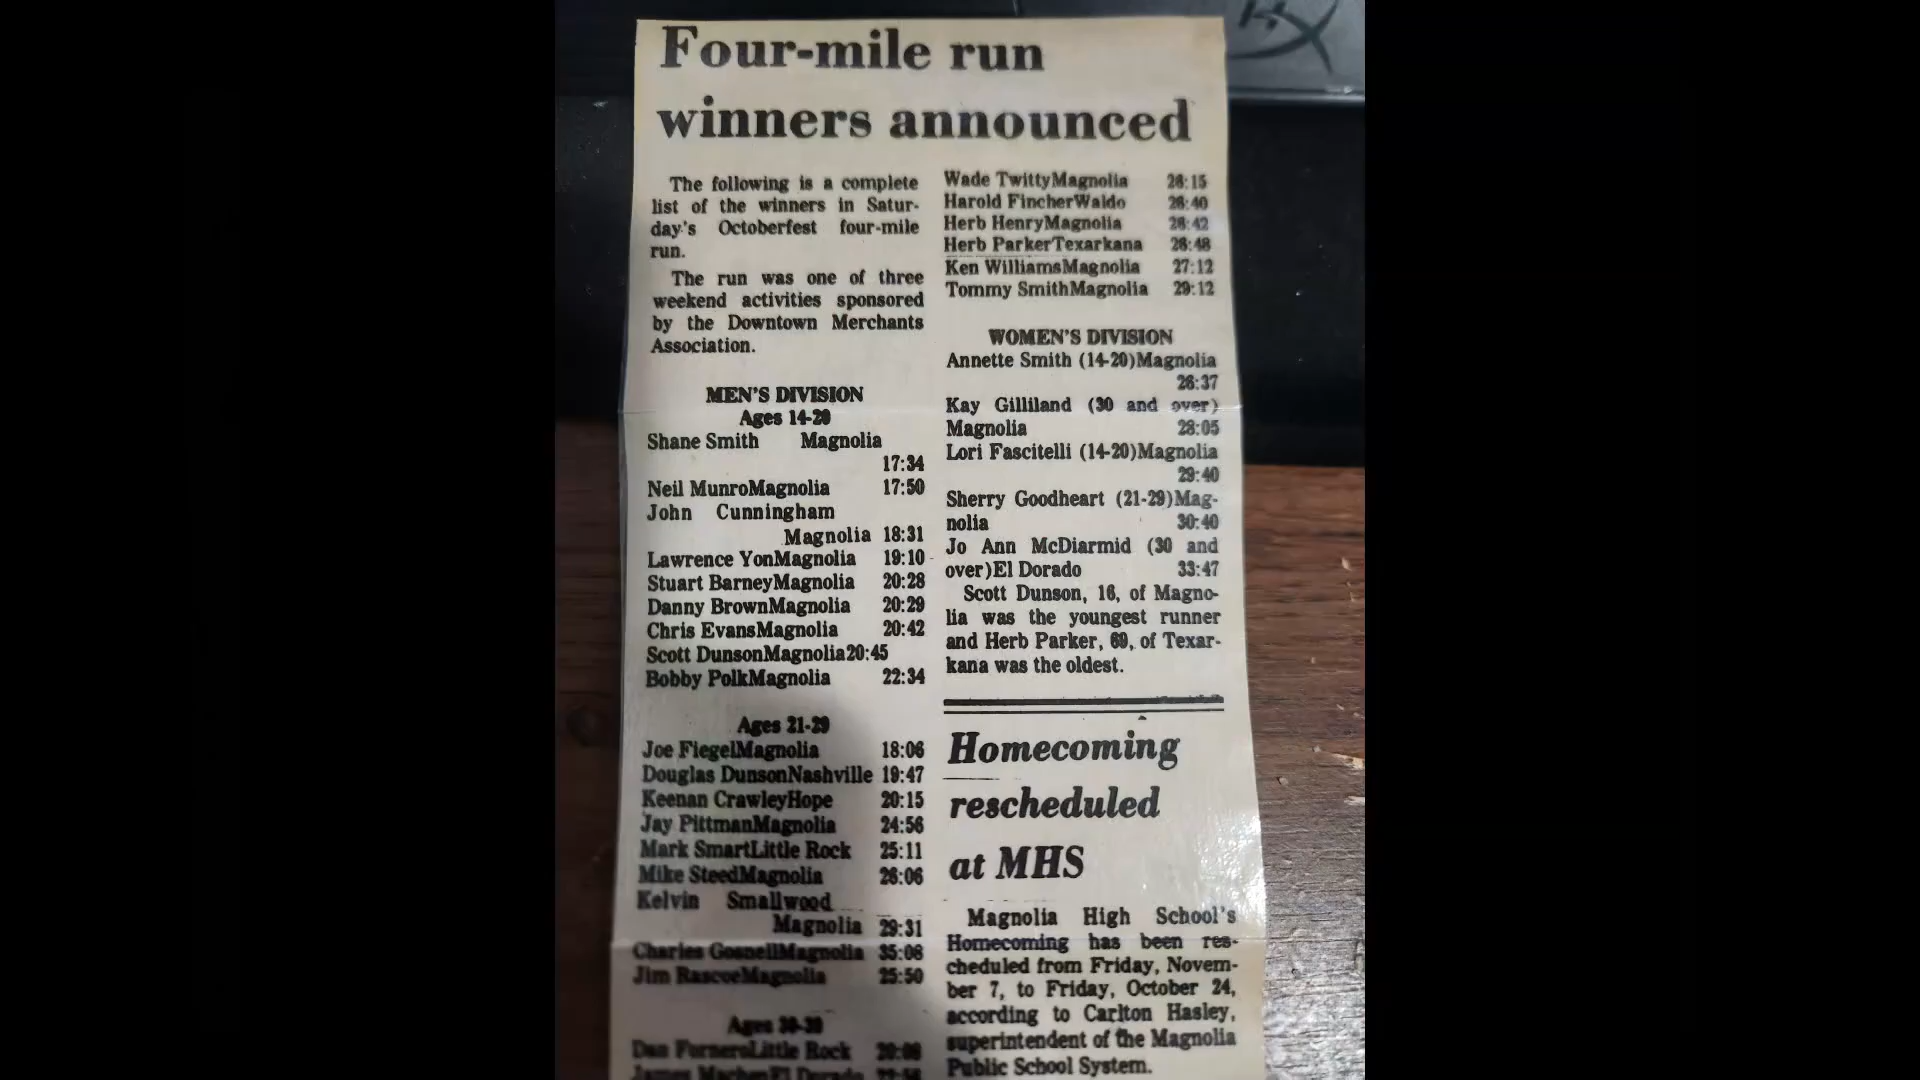 Four-mile run
winners announced
The following is a complete
list of the winners in Satur-
day's Octoberfest four-mile
run.
The run was one of three
weekend activities sponsored
by the Downtown Merchants
Association.
MEN'S DIVISION
Ages 14-20
Shane Smith Magnolia
17:34
Neil MunroMagnolia 17:50
John Cunningham
Magnolia 18:31
Lawrence YonMagnolia 19:10
Stuart BarneyMagnolia 20:28
Danny BrownMagnolia 20:29
Chris EvansMagnolia 20:42
Scott DunsonMagnolia20:45
Bobby PolkMagnolia 22:34
Ages 21-29
Joe FiegelMagnolia 18:06
Douglas DunsonNashville 19:47
Keenan CrawleyHope 20:15
Jay PittmanMagnolia 24:56
Mark SmartLittle Rock 25:11
Mike SteedMagnolia 26:06
Kelvin Smallwood
Magnolia 29:31
Charles GosnellMagnolia 35:08
Jim RascoeMagnolia 25:50
Ages 30-39
Dan ForneroLittle Rock
James MachenEl Dorado
Wade TwittyMagnolia 26:15
Harold FincherWaldo 26:40
Herb HenryMagnolia 26:42
Herb ParkerTexarkana 26:48
Ken WilliamsMagnolia 27:12
Tommy SmithMagnolia 29:12
WOMEN'S DIVISION
Annette Smith (14-20)Magnolia
26:37
Kay Gilliland (30 and over)
Magnolia 28:05
Lori Fascitelli (14-20)Magnolia
29:40
Sherry Goodheart (21-29)Mag-
nolia 30:40
Jo Ann McDiarmid (30 and
over)El Dorado 33:47
Scott Dunson, 16, of Magno-
lia was the youngest runner
and Herb Parker, 69, of Texar-
kana was the oldest.
Homecoming
rescheduled
at MHS
Magnolia High School's
Homecoming has been res-
cheduled from Friday, Novem-
ber 7, to Friday, October 24,
according to Carlton Hasley,
superintendent of the Magnolia
Public School System.